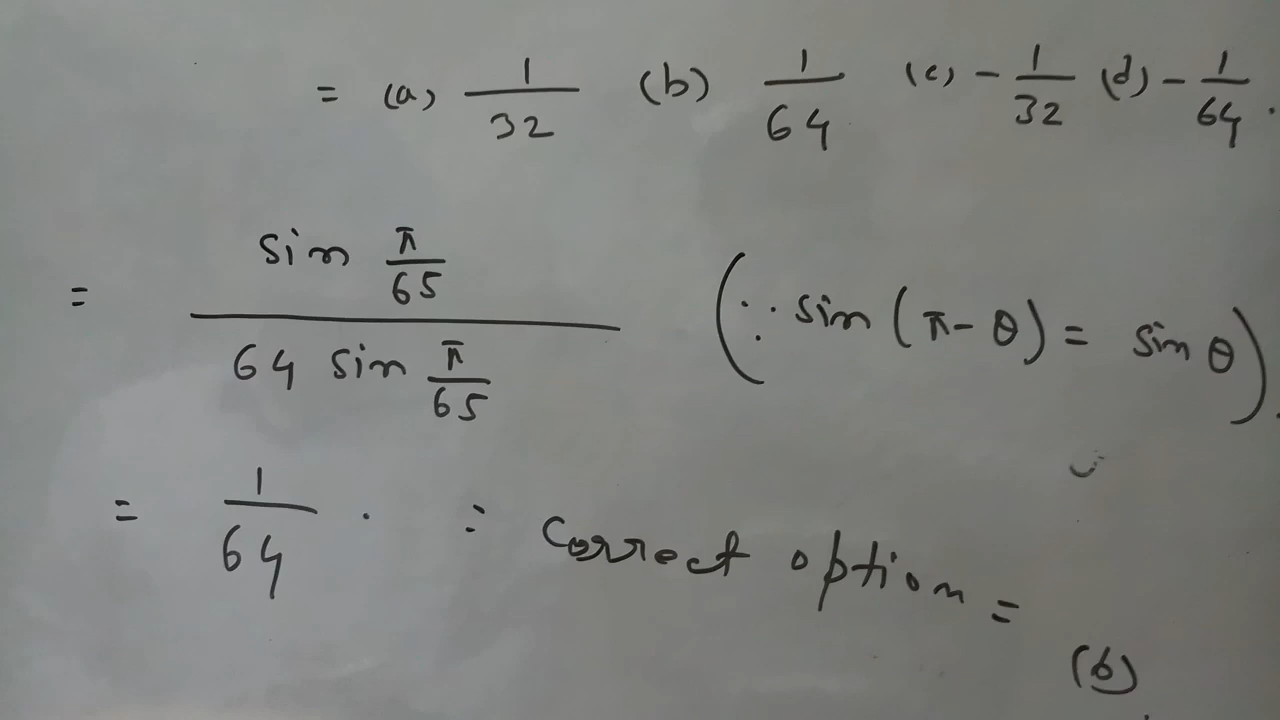 = (a) 1/32 (b) 1/64 (c) - 1/32 (d) - 1/64 .
= (sin π/65) / (64 sin π/65) (∵ sin (π - θ) = sin θ).
= 1/64 . ∴ Correct option =
(b)